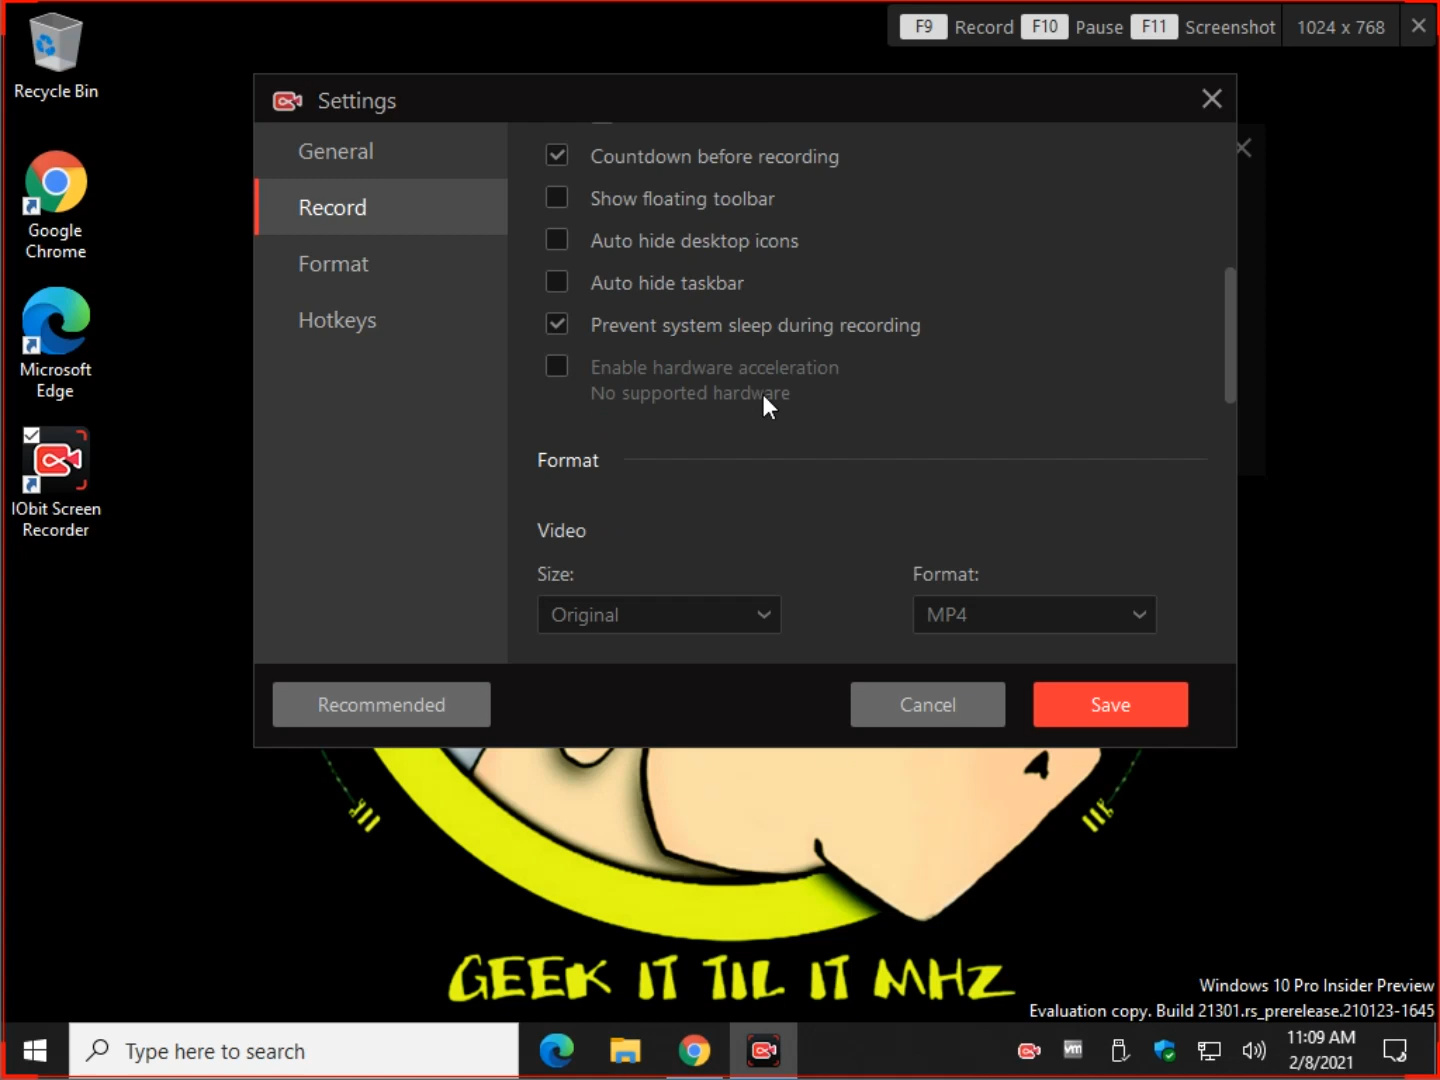 F9 Record F10 Pause F11 Screenshot 1024 x 768
Recycle Bin
Google
Chrome
Microsoft
Edge
IObit Screen
Recorder
Settings
General
Record
Format
Hotkeys
Countdown before recording
Show floating toolbar
Auto hide desktop icons
Auto hide taskbar
Prevent system sleep during recording
Enable hardware acceleration
No supported hardware
Format
Video
Size:
Format:
Original
MP4
Recommended
Cancel
Save
GEEK IT TIL IT MHZ
Windows 10 Pro Insider Preview
Evaluation copy. Build 21301.rs_prerelease.210123-1645
Type here to search
vm
11:09 AM
2/8/2021